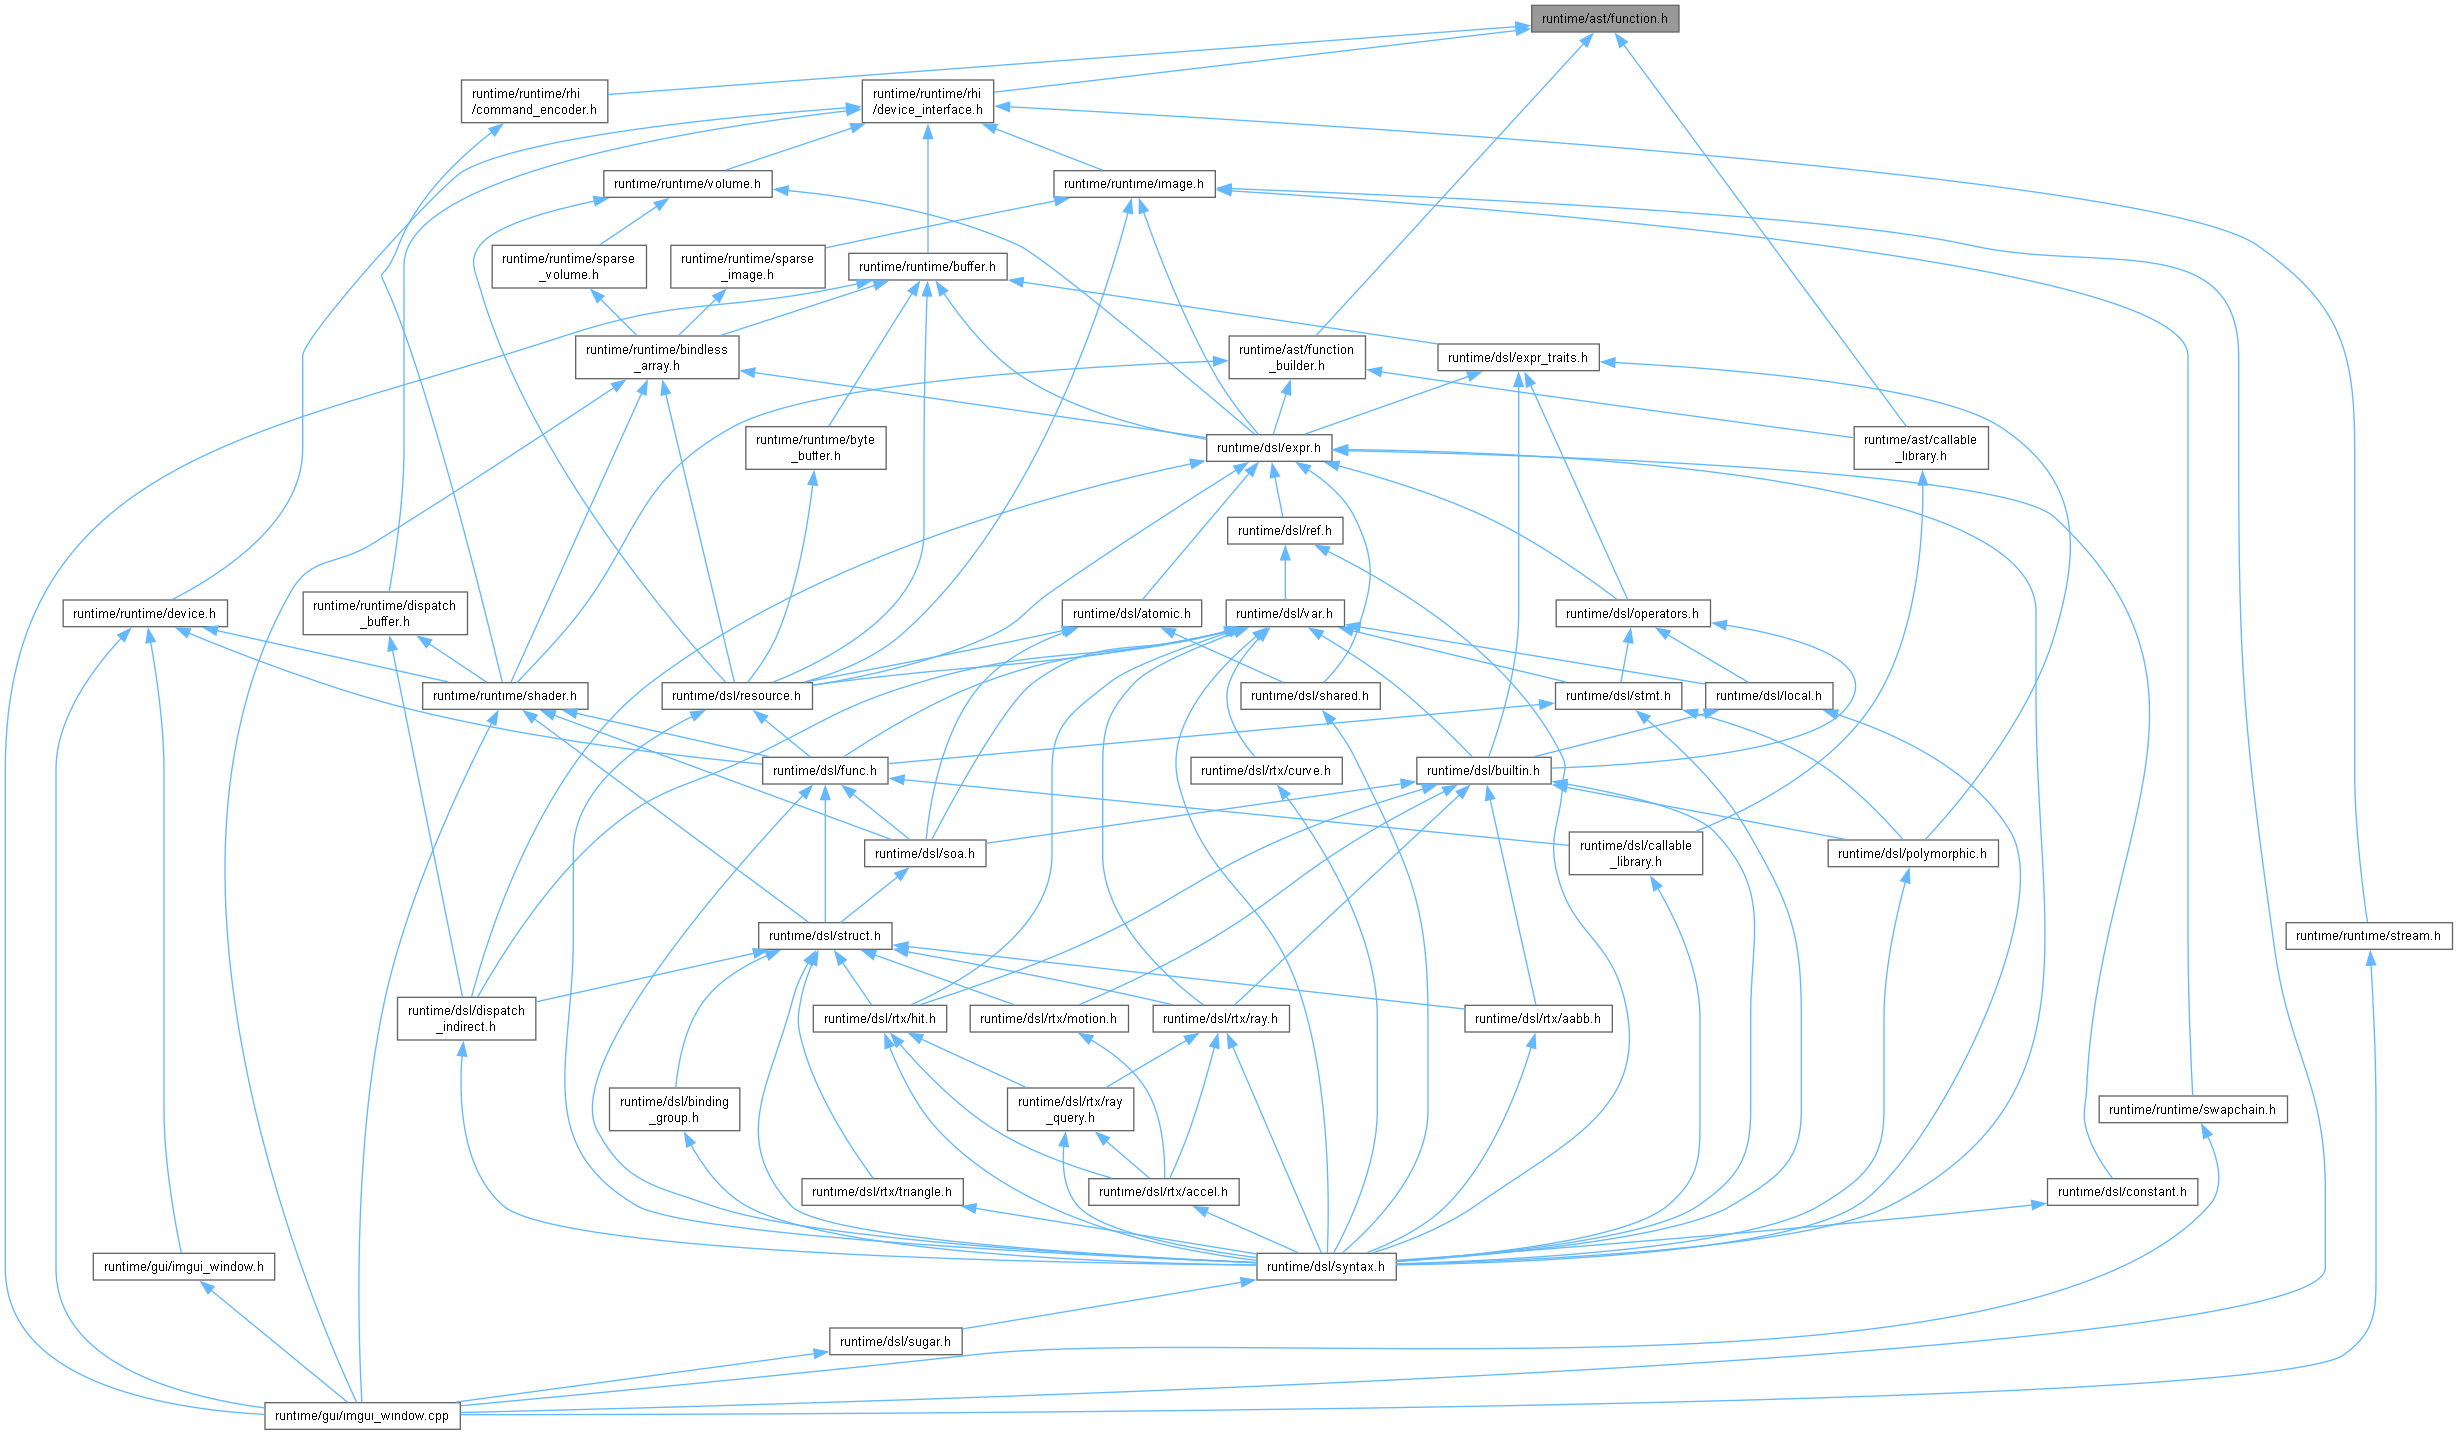 runtime/ast/function.h
runtime/runtime/rhi
/command_encoder.h
runtime/runtime/rhi
/device_interface.h
runtime/runtime/volume.h
runtime/runtime/image.h
runtime/runtime/sparse
_volume.h
runtime/runtime/sparse
_image.h
runtime/runtime/buffer.h
runtime/runtime/bindless
_array.h
runtime/ast/function
_builder.h
runtime/dsl/expr_traits.h
runtime/runtime/byte
_buffer.h
runtime/dsl/expr.h
runtime/ast/callable
_library.h
runtime/dsl/ref.h
runtime/runtime/device.h
runtime/runtime/dispatch
_buffer.h
runtime/dsl/atomic.h
runtime/dsl/var.h
runtime/dsl/operators.h
runtime/runtime/shader.h
runtime/dsl/resource.h
runtime/dsl/shared.h
runtime/dsl/stmt.h
runtime/dsl/local.h
runtime/dsl/func.h
runtime/dsl/rtx/curve.h
runtime/dsl/builtin.h
runtime/dsl/soa.h
runtime/dsl/callable
_library.h
runtime/dsl/polymorphic.h
runtime/dsl/struct.h
runtime/runtime/stream.h
runtime/dsl/dispatch
_indirect.h
runtime/dsl/rtx/hit.h
runtime/dsl/rtx/motion.h
runtime/dsl/rtx/ray.h
runtime/dsl/rtx/aabb.h
runtime/dsl/binding
_group.h
runtime/dsl/rtx/ray
_query.h
runtime/runtime/swapchain.h
runtime/dsl/rtx/triangle.h
runtime/dsl/rtx/accel.h
runtime/dsl/constant.h
runtime/gui/imgui_window.h
runtime/dsl/syntax.h
runtime/dsl/sugar.h
runtime/gui/imgui_window.cpp